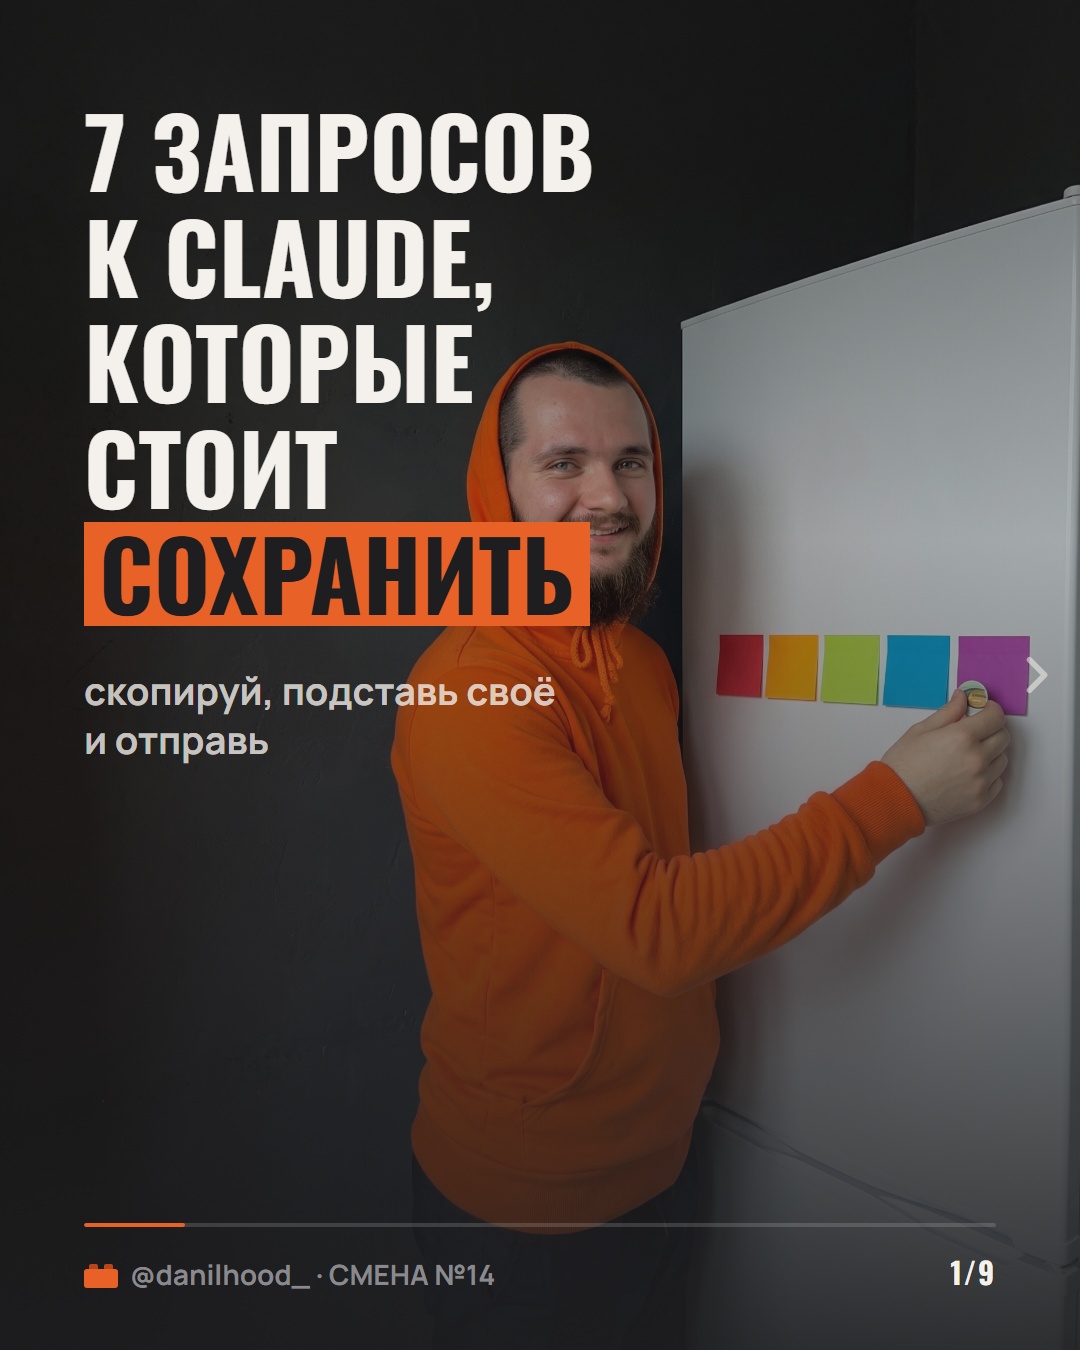 7 ЗАПРОСОВ
К CLAUDE,
КОТОРЫЕ
СТОИТ
СОХРАНИТЬ
скопируй, подставь своё
и отправь
@danilhood_ · СМЕНА №14
1/9